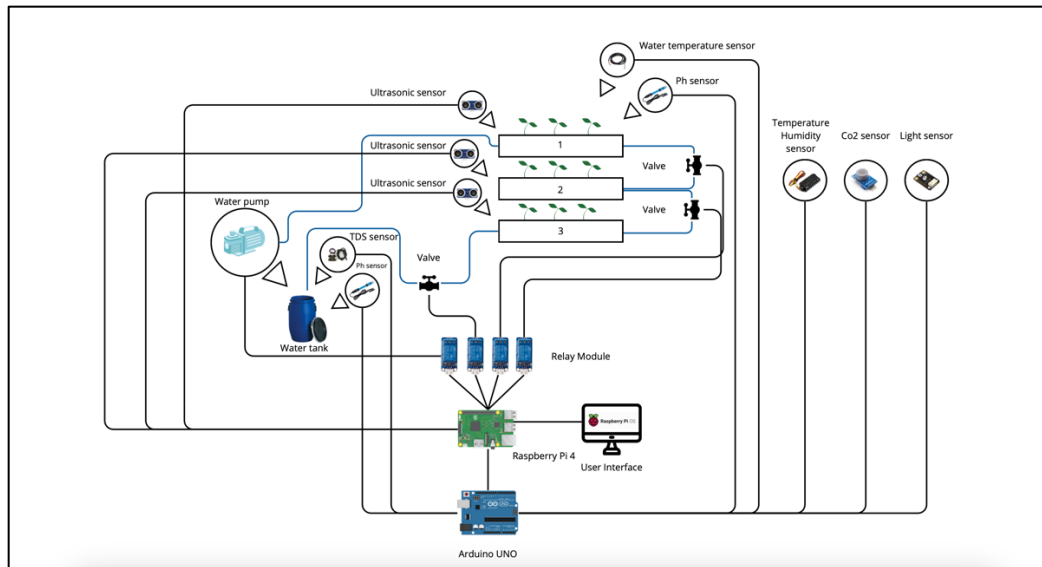 Water temperature sensor
Ph sensor
Ultrasonic sensor
Temperature
Humidity
sensor
Co2 sensor
Light sensor
Ultrasonic sensor
1
Valve
Ultrasonic sensor
2
Water pump
Valve
3
TDS sensor
Valve
Ph sensor
Water tank
Relay Module
Raspberry Pi OS
Raspberry Pi 4
User Interface
Arduino UNO